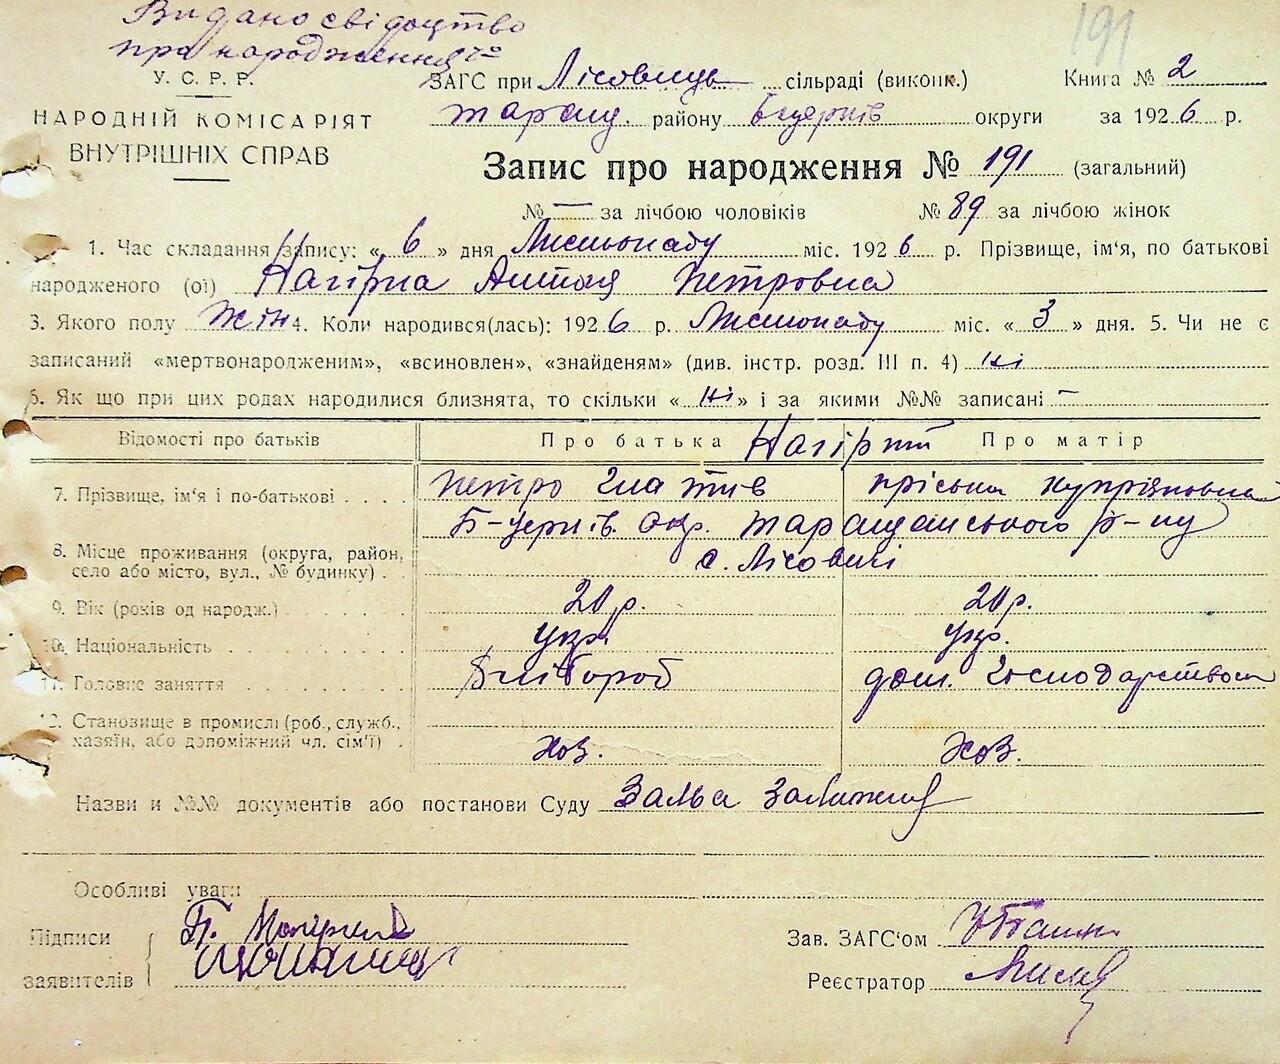 Видано свідоцтво
про народження
191
У. С. Р. Р.
НАРОДНІЙ КОМІСАРІЯТ
ВНУТРІШНІХ СПРАВ
ЗАГС при Лісовиць сільраді (виконк.) Книга № 2
Таращ. району Бцерків округи за 1926 р.
Запис про народження № 191 (загальний)
№ — за лічбою чоловіків № 89 за лічбою жінок
1. Час складання запису: « 6 » дня Листопаду міс. 1926 р. Прізвище, ім'я, по батькові
народженого (ої) Нагірна Петровна
3. Якого полу жін 4. Коли народився(лась): 1926 р. Листопаду міс. « 3 » дня. 5. Чи не є
записаний «мертвонародженим», «всиновлен», «знайденям» (див. інстр. розд. III п. 4) ні
6. Як що при цих родах народилися близнята, то скільки « ні » і за якими №№ записані —
Відомості про батьків Про батька Нагірні Про матір
7. Прізвище, ім'я і по-батькові Петро Гнатів Пріська Купріяновна
Б-церків. окр. Таращанського р-ну
8. Місце проживання (округа, район,
село або місто, вул., № будинку) с. Лісовичі
9. Вік (років од народж.) 20 р. 20 р.
10. Національність укр. укр.
11. Головне заняття хлібороб дом. господарством
12. Становище в промислі (роб., служб.,
хазяїн, або допоміжний чл. сім'ї) хоз. хоз.
Назви и №№ документів або постанови Суду
Особливі уваги
Підписи
заявителів
Зав. ЗАГС'ом
Реєстратор